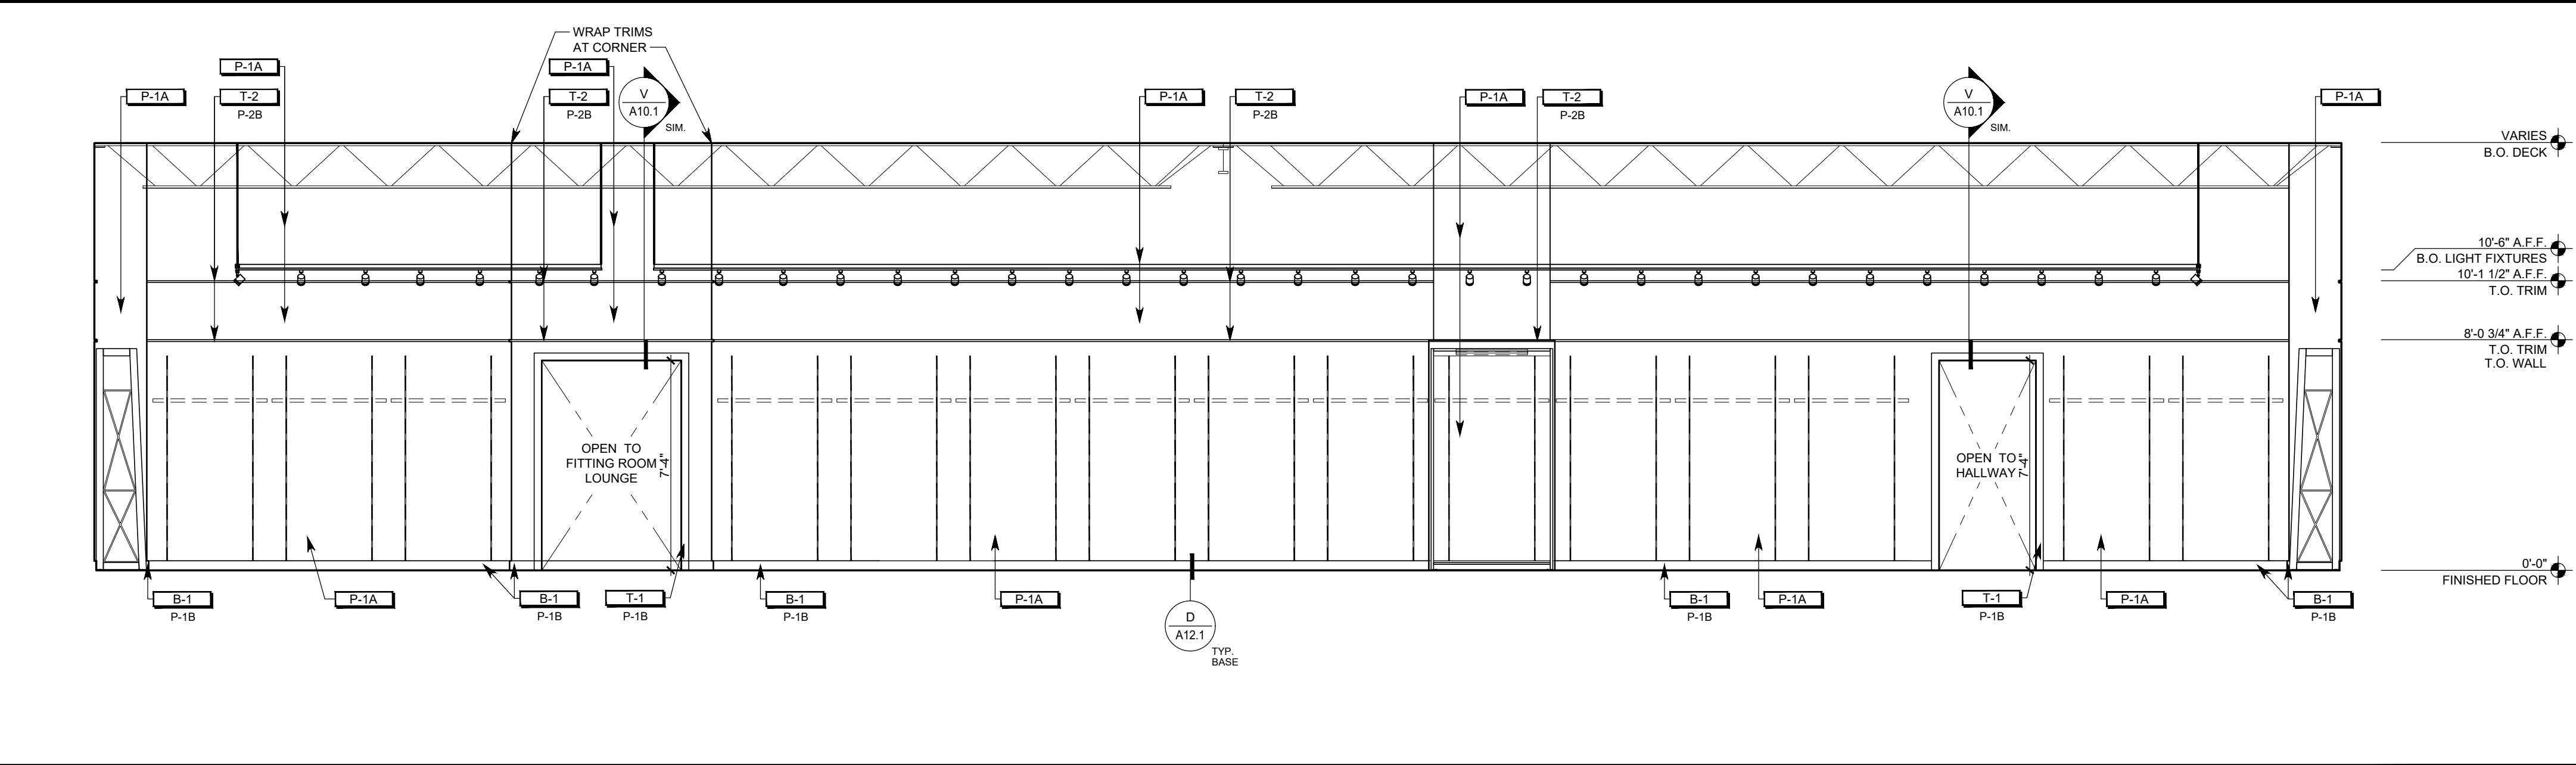 WRAP TRIMS
AT CORNER
P-1A
P-1A
P-1A
T-2
P-2B
T-2
P-2B
V
A10.1
SIM.
P-1A
T-2
P-2B
P-1A
T-2
P-2B
V
A10.1
SIM.
P-1A
VARIES
B.O. DECK
10'-6" A.F.F.
B.O. LIGHT FIXTURES
10'-1 1/2" A.F.F.
T.O. TRIM
8'-0 3/4" A.F.F.
T.O. TRIM
T.O. WALL
OPEN TO
FITTING ROOM
LOUNGE
7'-4"
OPEN TO
HALLWAY
7'-4"
0'-0"
FINISHED FLOOR
B-1
P-1B
P-1A
B-1
P-1B
T-1
P-1B
B-1
P-1B
P-1A
D
A12.1
TYP.
BASE
B-1
P-1B
P-1A
T-1
P-1B
P-1A
B-1
P-1B